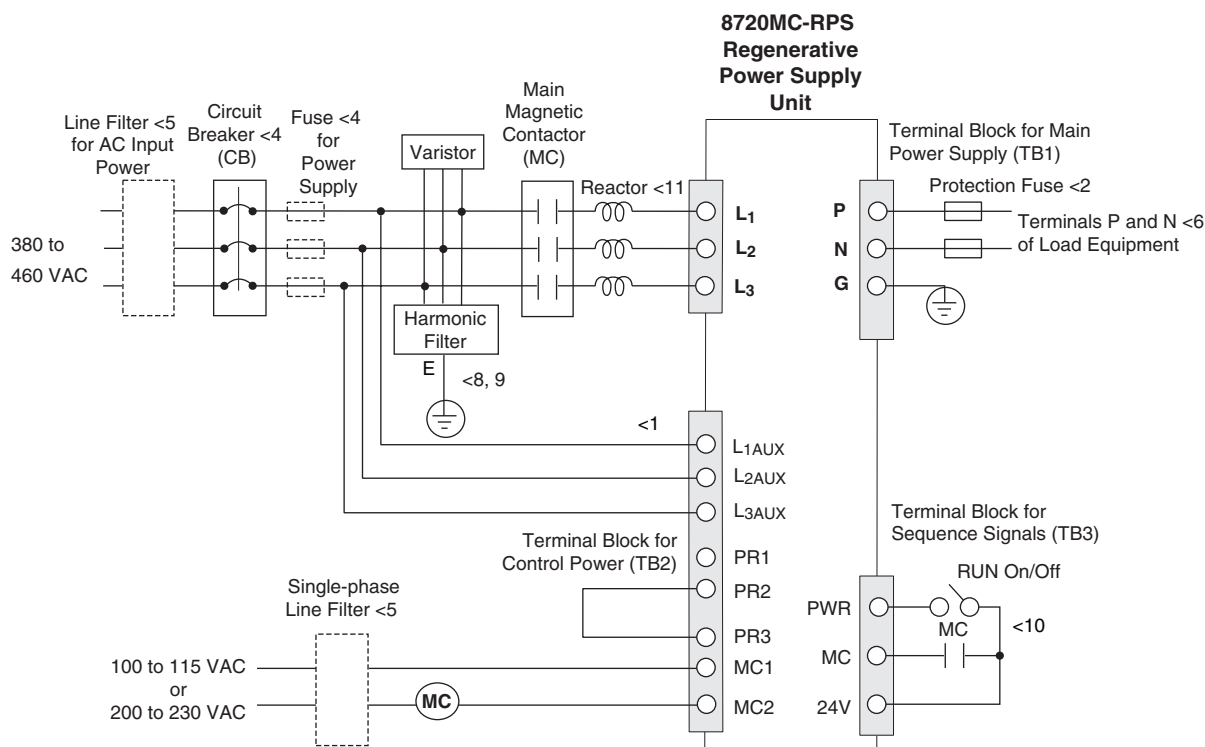 8720MC-RPS
Regenerative
Power Supply
Unit
Line Filter <5
for AC Input
Power
Circuit
Breaker <4
(CB)
Fuse <4
for
Power
Supply
Varistor
Main
Magnetic
Contactor
(MC)
Reactor <11
Terminal Block for Main
Power Supply (TB1)
Protection Fuse <2
380 to
460 VAC
L1
L2
L3
P
N
G
Terminals P and N <6
of Load Equipment
Harmonic
Filter
E
<8, 9
<1
L1AUX
L2AUX
L3AUX
Terminal Block for
Control Power (TB2)
PR1
PR2
PR3
MC1
MC2
Single-phase
Line Filter <5
100 to 115 VAC
or
200 to 230 VAC
MC
Terminal Block for
Sequence Signals (TB3)
RUN On/Off
PWR
MC
<10
MC
24V